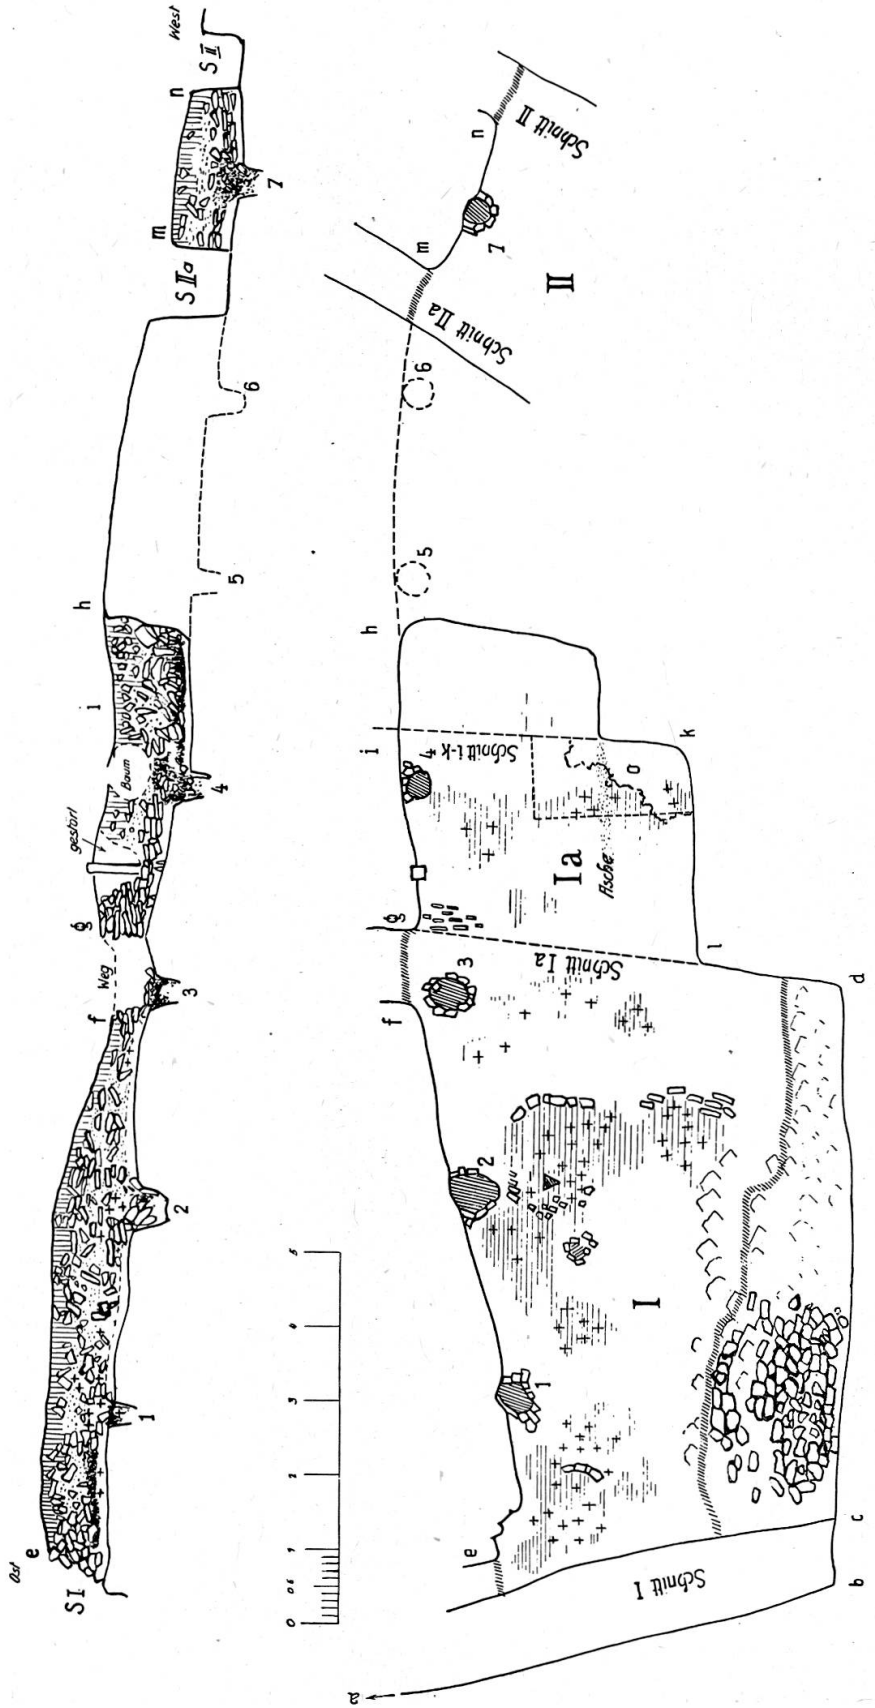 Ost
West
S I
e
f
Weg
g
gestört
Baum
i
h
S IIa
m
n
S II
1
2
3
4
5
6
7
0
0.5
1
2
3
4
5
a
b
c
d
e
f
g
h
i
k
l
m
n
o
Schnitt I
Schnitt Ia
Schnitt i-k
Schnitt IIa
Schnitt II
I
Ia
II
Asche
1
2
3
4
5
6
7